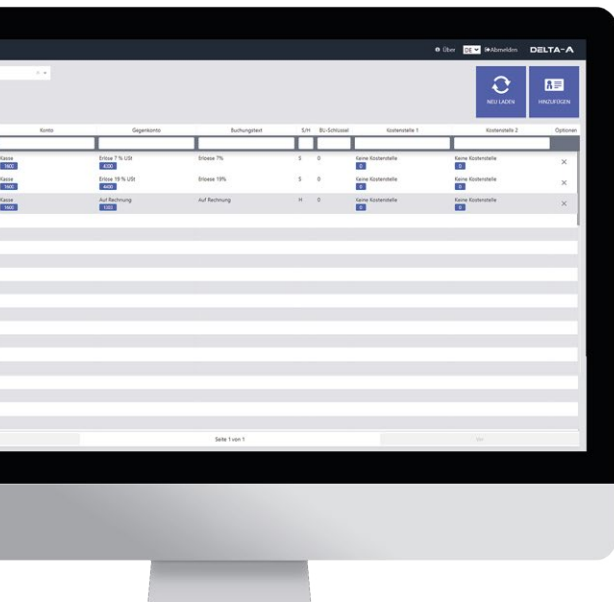 Über DE Abmelden DELTA-A
NEU LADEN HINZUFÜGEN
Konto Gegenkonto Buchungstext S/H BU-Schlüssel Kostenstelle 1 Kostenstelle 2 Optionen
Kasse Erlöse 7 % USt Erloese 7% S 0 Keine Kostenstelle Keine Kostenstelle
1600 4300 0 0
Kasse Erlöse 19 % USt Erloese 19% S 0 Keine Kostenstelle Keine Kostenstelle
1600 4400 0 0
Kasse Auf Rechnung Auf Rechnung H 0 Keine Kostenstelle Keine Kostenstelle
1600 0 0
Seite 1 von 1